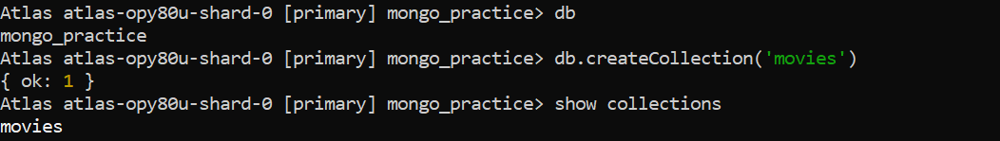 Atlas atlas-opy80u-shard-0 [primary] mongo_practice> db
mongo_practice
Atlas atlas-opy80u-shard-0 [primary] mongo_practice> db.createCollection('movies')
{ ok: 1 }
Atlas atlas-opy80u-shard-0 [primary] mongo_practice> show collections
movies